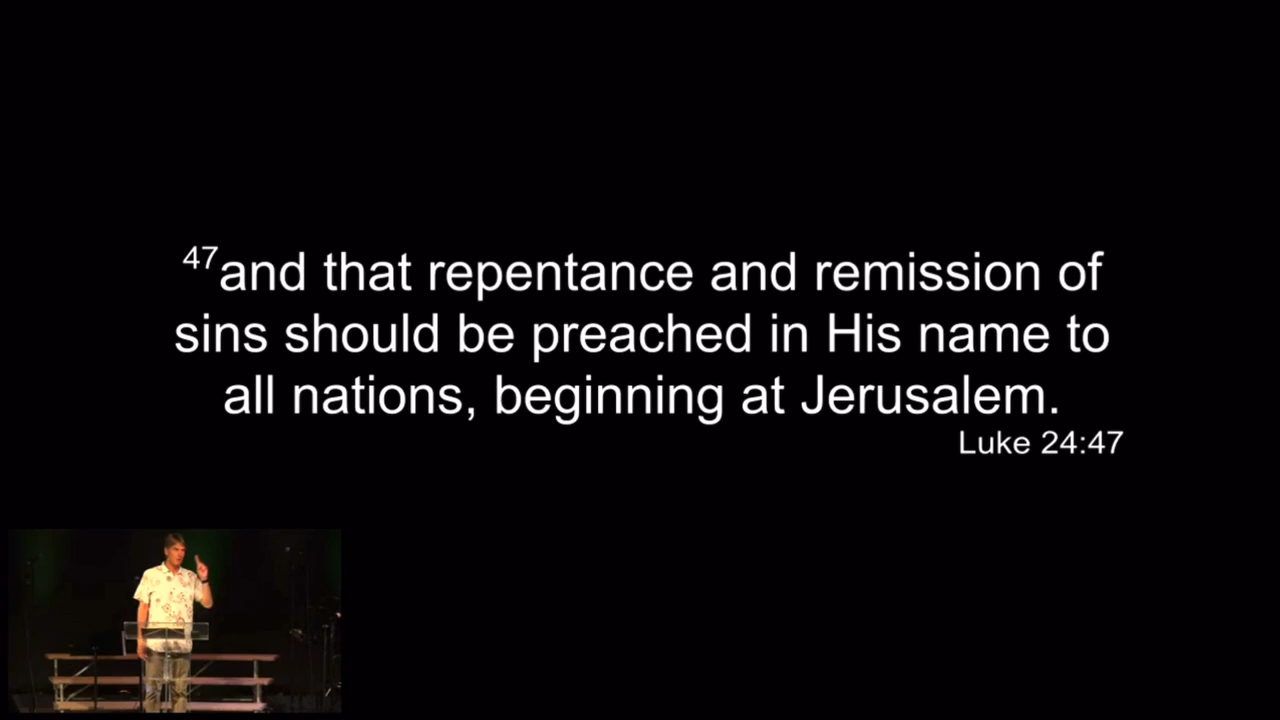 47and that repentance and remission of
sins should be preached in His name to
all nations, beginning at Jerusalem.
Luke 24:47